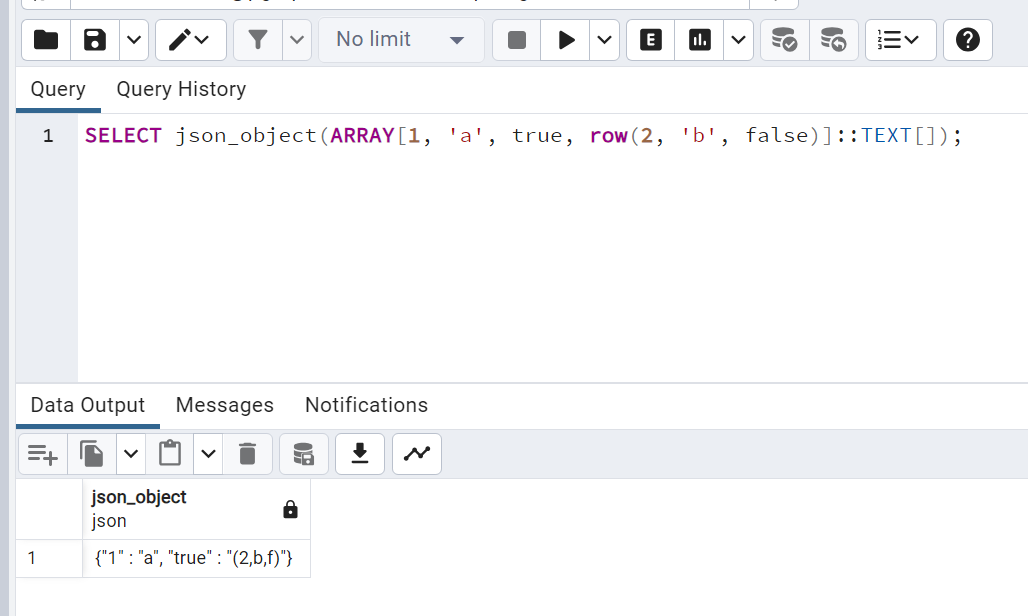 No limit
E
Query Query History
1 SELECT json_object(ARRAY[1, 'a', true, row(2, 'b', false)]::TEXT[]);
Data Output Messages Notifications
json_object
json
1 {"1" : "a", "true" : "(2,b,f)"}